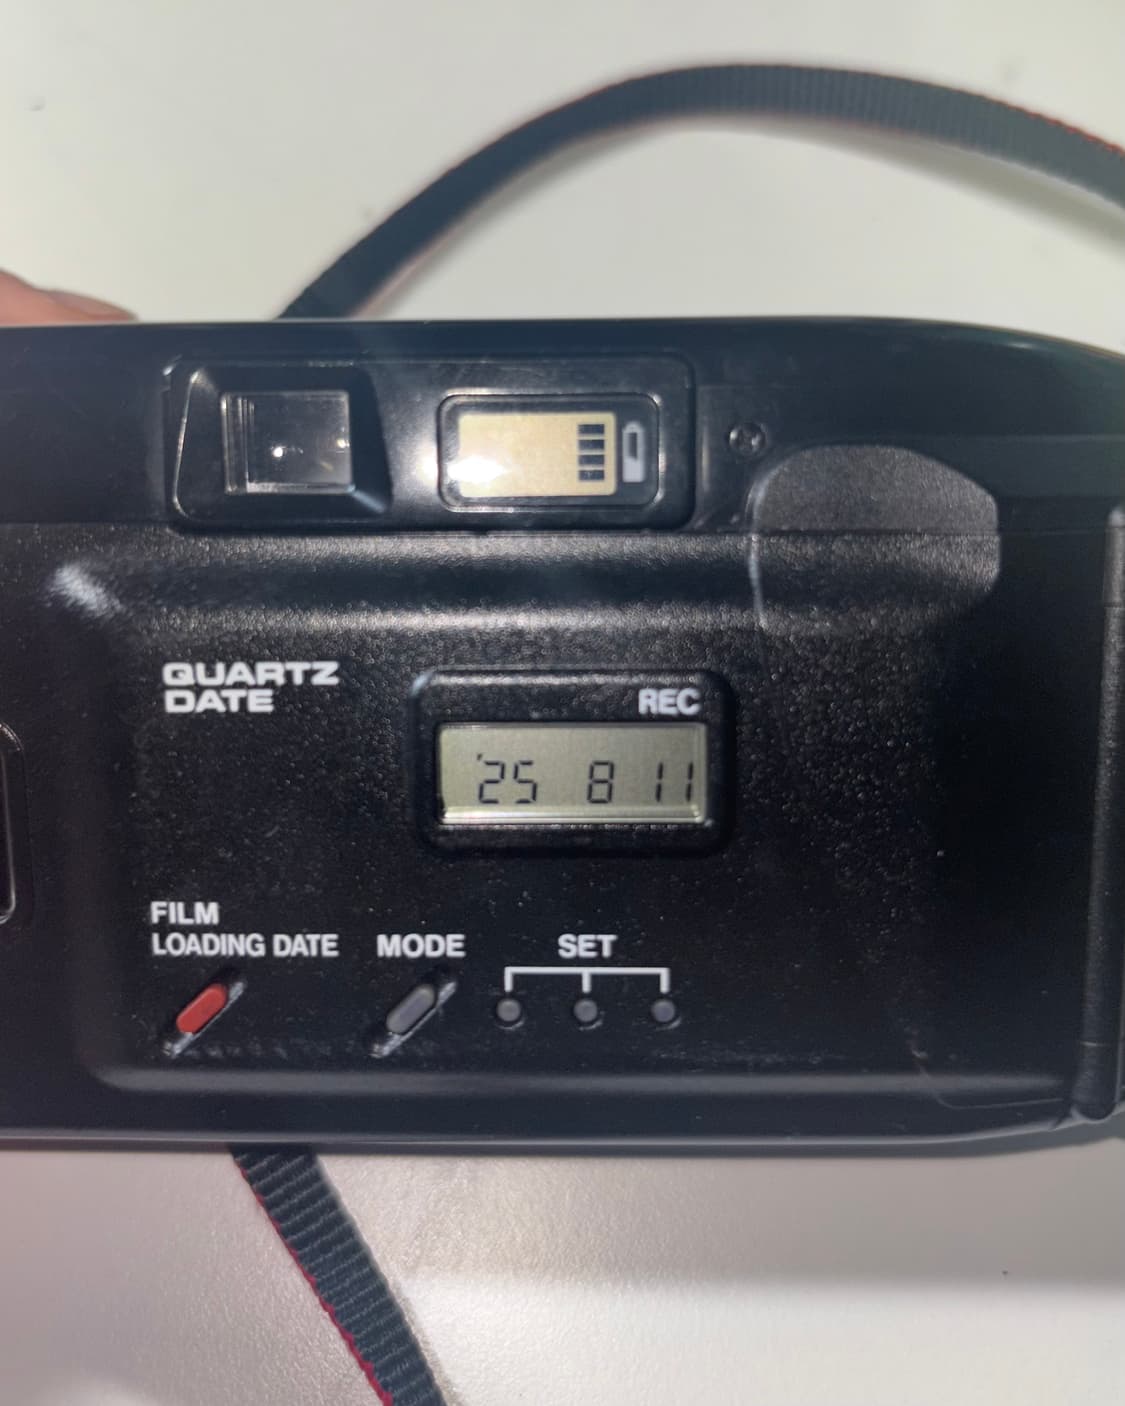 QUARTZ
DATE
REC
'25 8 11
FILM
LOADING DATE
MODE
SET